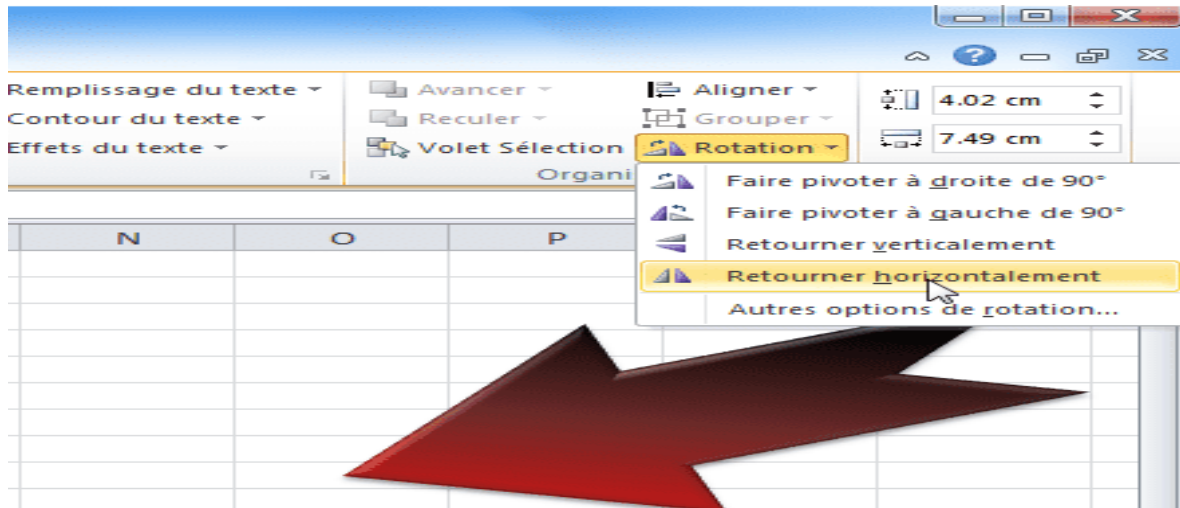 Remplissage du texte
Avancer
Aligner
4.02 cm
Contour du texte
Reculer
Grouper
Effets du texte
Volet Sélection
Rotation
7.49 cm
Organi
Faire pivoter à droite de 90°
Faire pivoter à gauche de 90°
Retourner verticalement
Retourner horizontalement
Autres options de rotation...
N O P